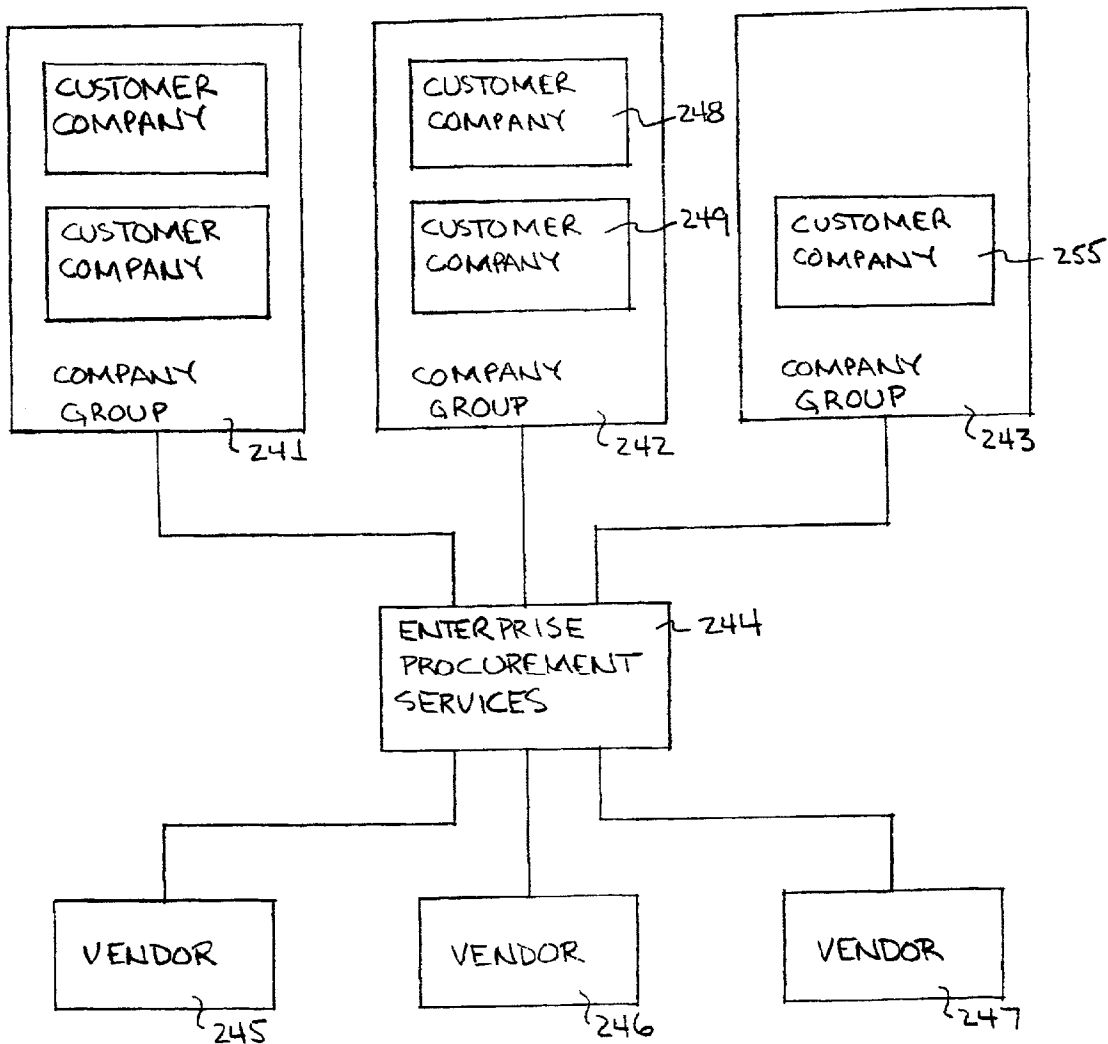 CUSTOMER
COMPANY
CUSTOMER
COMPANY
COMPANY
GROUP
241
CUSTOMER
COMPANY
248
CUSTOMER
COMPANY
249
COMPANY
GROUP
242
CUSTOMER
COMPANY
255
COMPANY
GROUP
243
ENTERPRISE
PROCUREMENT
SERVICES
244
VENDOR
245
VENDOR
246
VENDOR
247